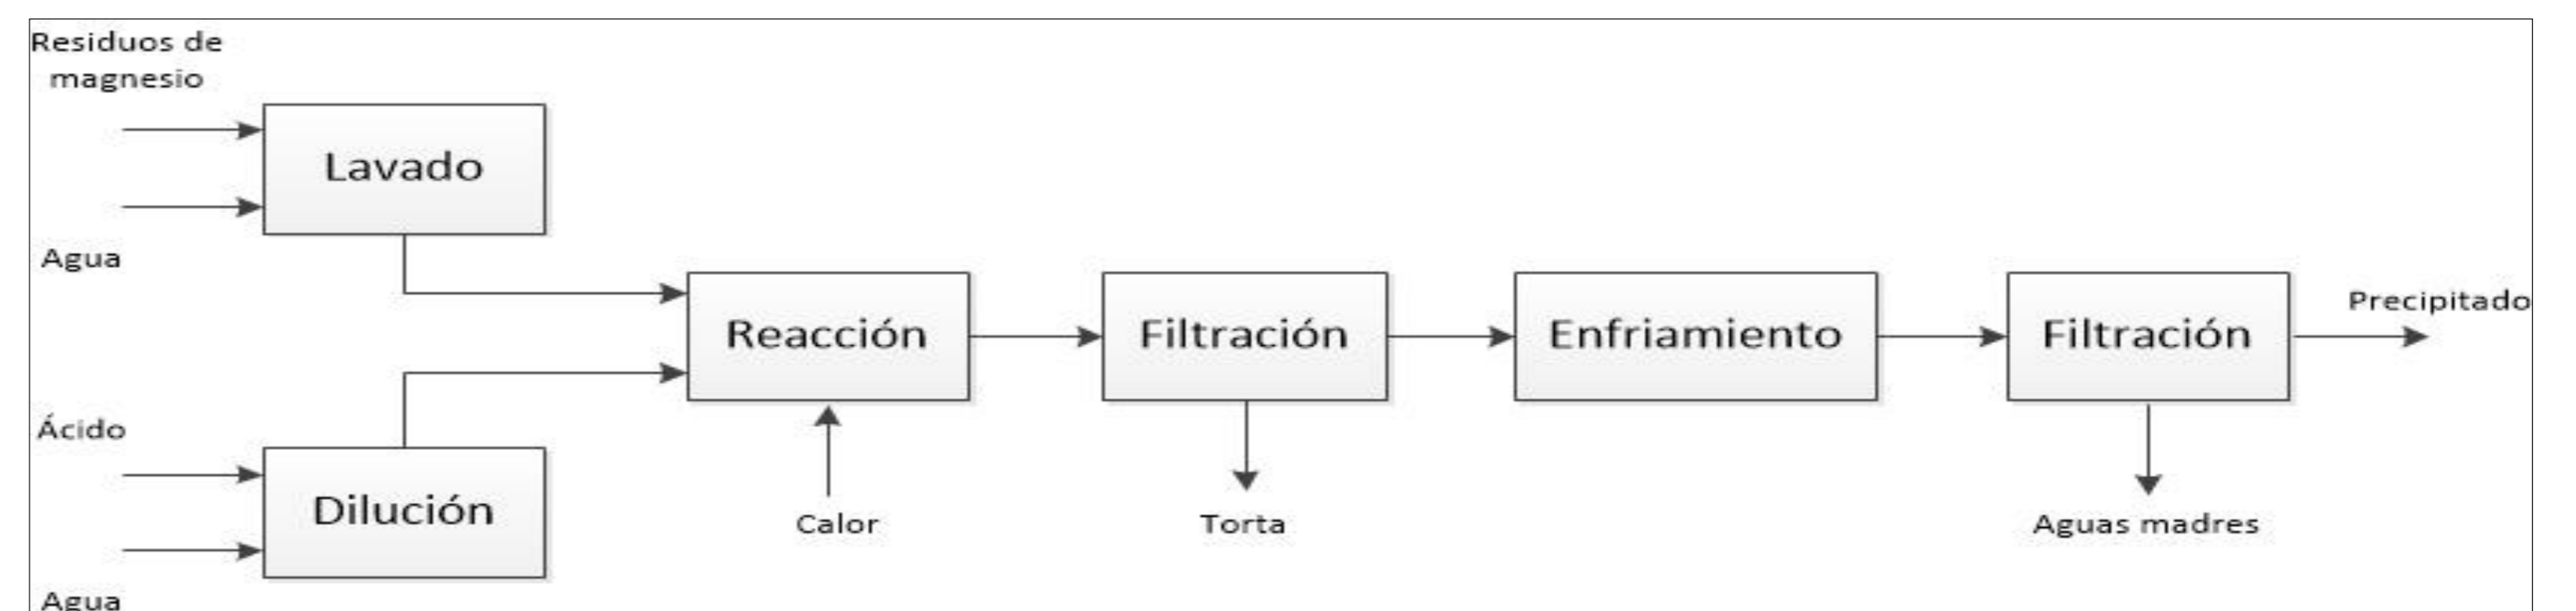 Residuos de
magnesio
Lavado
Agua
Reacción
Filtración
Enfriamiento
Filtración
Precipitado
Ácido
Dilución
Calor
Torta
Aguas madres
Agua